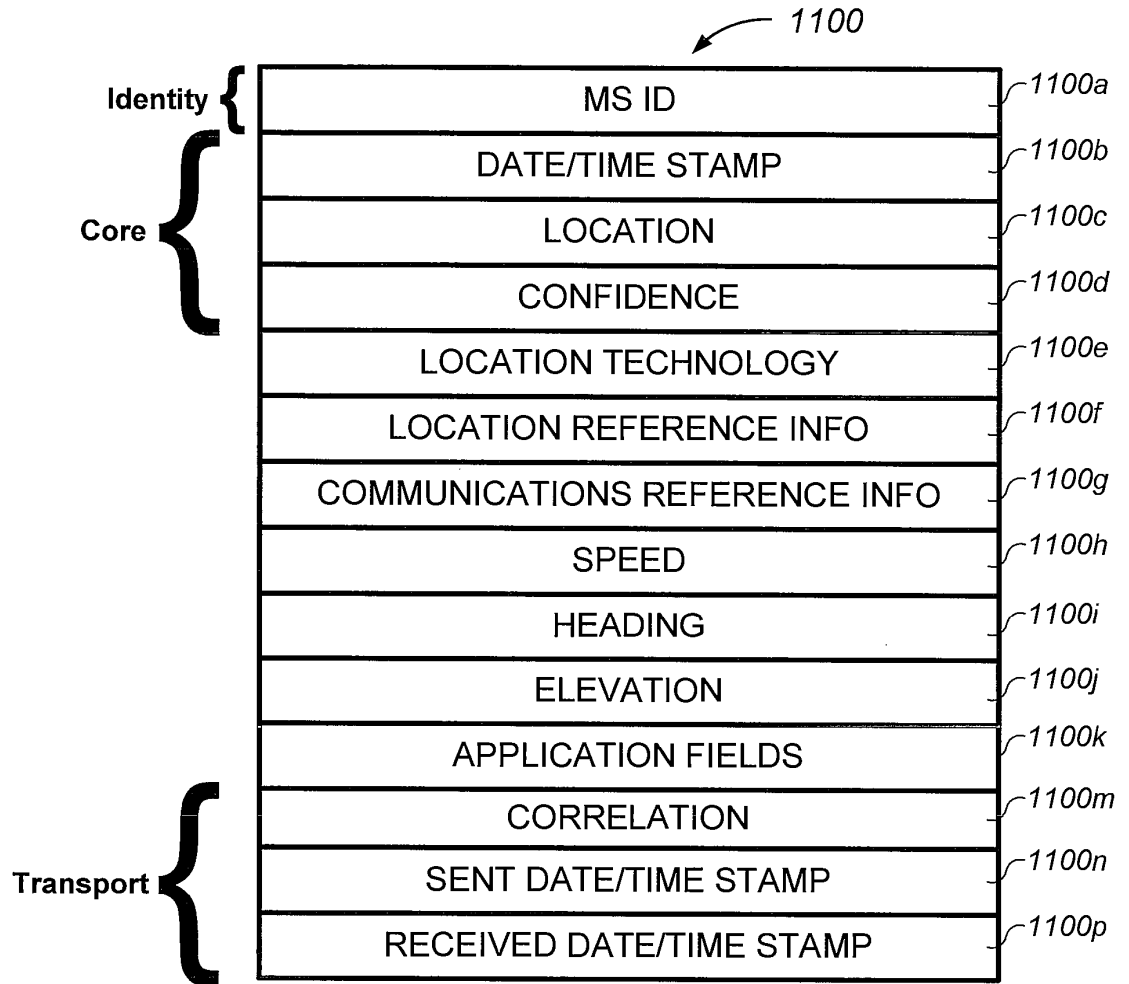 1100
Identity
MS ID
1100a
DATE/TIME STAMP
1100b
Core
LOCATION
1100c
CONFIDENCE
1100d
LOCATION TECHNOLOGY
1100e
LOCATION REFERENCE INFO
1100f
COMMUNICATIONS REFERENCE INFO
1100g
SPEED
1100h
HEADING
1100i
ELEVATION
1100j
APPLICATION FIELDS
1100k
CORRELATION
1100m
Transport
SENT DATE/TIME STAMP
1100n
RECEIVED DATE/TIME STAMP
1100p